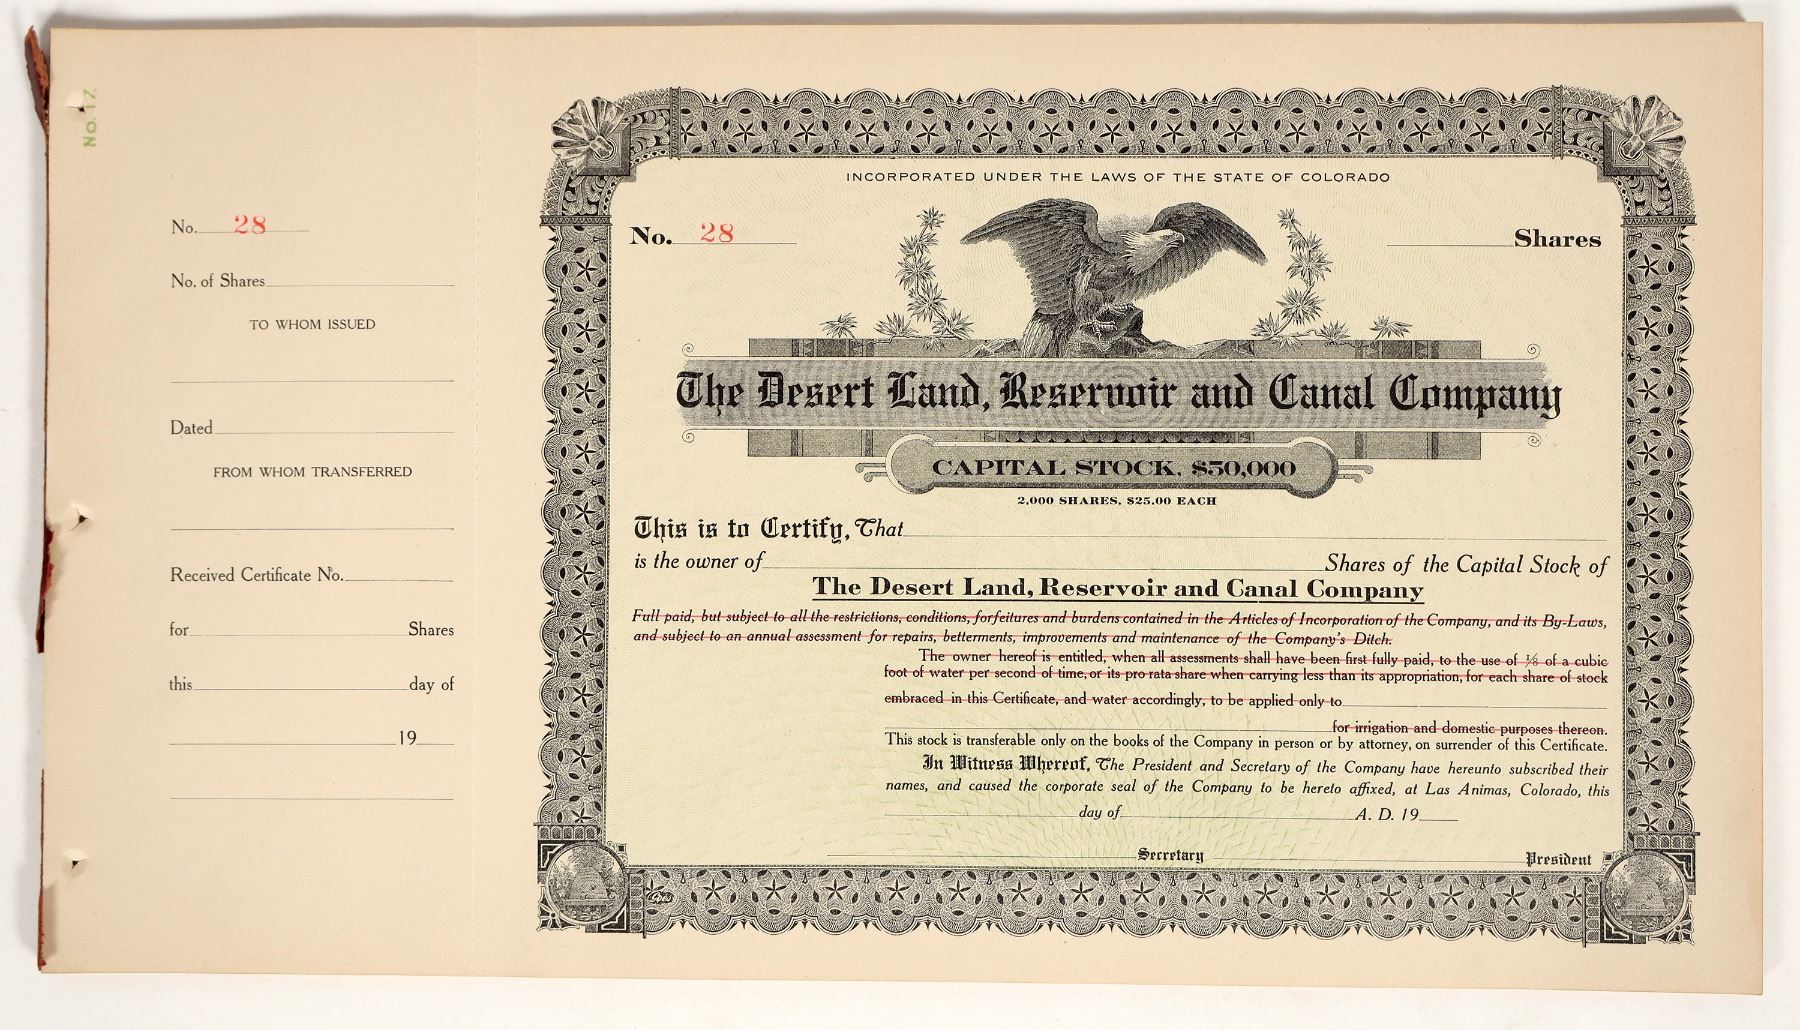 No. 17
No. 28
No. of Shares
TO WHOM ISSUED
Dated
FROM WHOM TRANSFERRED
Received Certificate No.
for Shares
this day of
19
INCORPORATED UNDER THE LAWS OF THE STATE OF COLORADO
No. 28 Shares
The Desert Land, Reservoir and Canal Company
CAPITAL STOCK, $50,000
2,000 SHARES, $25.00 EACH
This is to Certify, That
is the owner of Shares of the Capital Stock of
The Desert Land, Reservoir and Canal Company
Full paid, but subject to all the restrictions, conditions, forfeitures and burdens contained in the Articles of Incorporation of the Company, and its By-Laws,
and subject to an annual assessment for repairs, betterments, improvements and maintenance of the Company's Ditch.
The owner hereof is entitled, when all assessments shall have been first fully paid, to the use of 1/8 of a cubic
foot of water per second of time, or its pro rata share when carrying less than its appropriation, for each share of stock
embraced in this Certificate, and water accordingly, to be applied only to
for irrigation and domestic purposes thereon.
This stock is transferable only on the books of the Company in person or by attorney, on surrender of this Certificate.
In Witness Whereof, The President and Secretary of the Company have hereunto subscribed their
names, and caused the corporate seal of the Company to be hereto affixed, at Las Animas, Colorado, this
day of A. D. 19
Secretary President